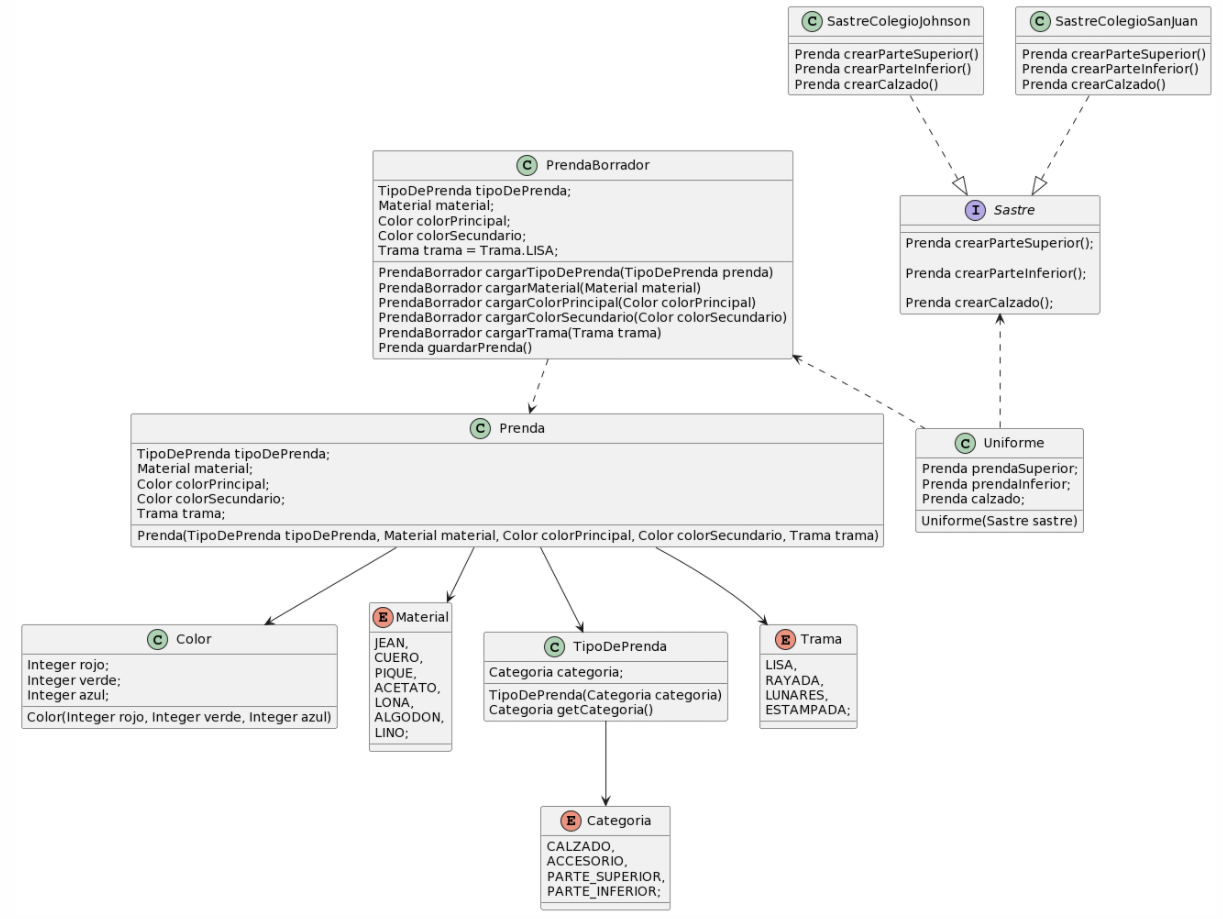 C SastreColegioJohnson
Prenda crearParteSuperior()
Prenda crearParteInferior()
Prenda crearCalzado()
C SastreColegioSanJuan
Prenda crearParteSuperior()
Prenda crearParteInferior()
Prenda crearCalzado()
C PrendaBorrador
TipoDePrenda tipoDePrenda;
Material material;
Color colorPrincipal;
Color colorSecundario;
Trama trama = Trama.LISA;
PrendaBorrador cargarTipoDePrenda(TipoDePrenda prenda)
PrendaBorrador cargarMaterial(Material material)
PrendaBorrador cargarColorPrincipal(Color colorPrincipal)
PrendaBorrador cargarColorSecundario(Color colorSecundario)
PrendaBorrador cargarTrama(Trama trama)
Prenda guardarPrenda()
I Sastre
Prenda crearParteSuperior();
Prenda crearParteInferior();
Prenda crearCalzado();
C Prenda
TipoDePrenda tipoDePrenda;
Material material;
Color colorPrincipal;
Color colorSecundario;
Trama trama;
Prenda(TipoDePrenda tipoDePrenda, Material material, Color colorPrincipal, Color colorSecundario, Trama trama)
C Uniforme
Prenda prendaSuperior;
Prenda prendaInferior;
Prenda calzado;
Uniforme(Sastre sastre)
C Color
Integer rojo;
Integer verde;
Integer azul;
Color(Integer rojo, Integer verde, Integer azul)
E Material
JEAN,
CUERO,
PIQUE,
ACETATO,
LONA,
ALGODON,
LINO;
C TipoDePrenda
Categoria categoria;
TipoDePrenda(Categoria categoria)
Categoria getCategoria()
E Trama
LISA,
RAYADA,
LUNARES,
ESTAMPADA;
E Categoria
CALZADO,
ACCESORIO,
PARTE_SUPERIOR,
PARTE_INFERIOR;